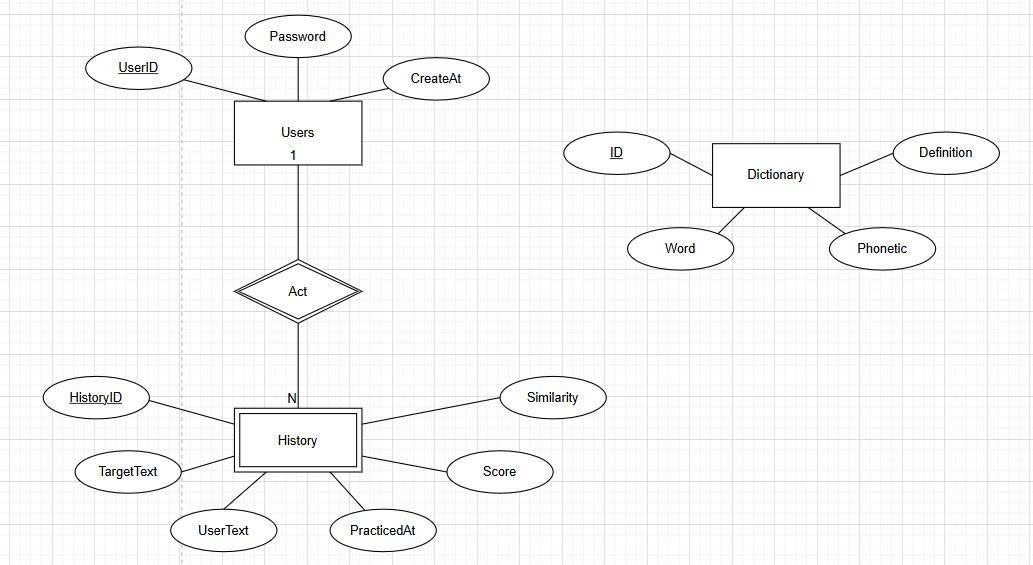 Password
UserID
CreateAt
Users
1
ID
Dictionary
Definition
Word
Phonetic
Act
N
HistoryID
Similarity
History
TargetText
Score
UserText
PracticedAt